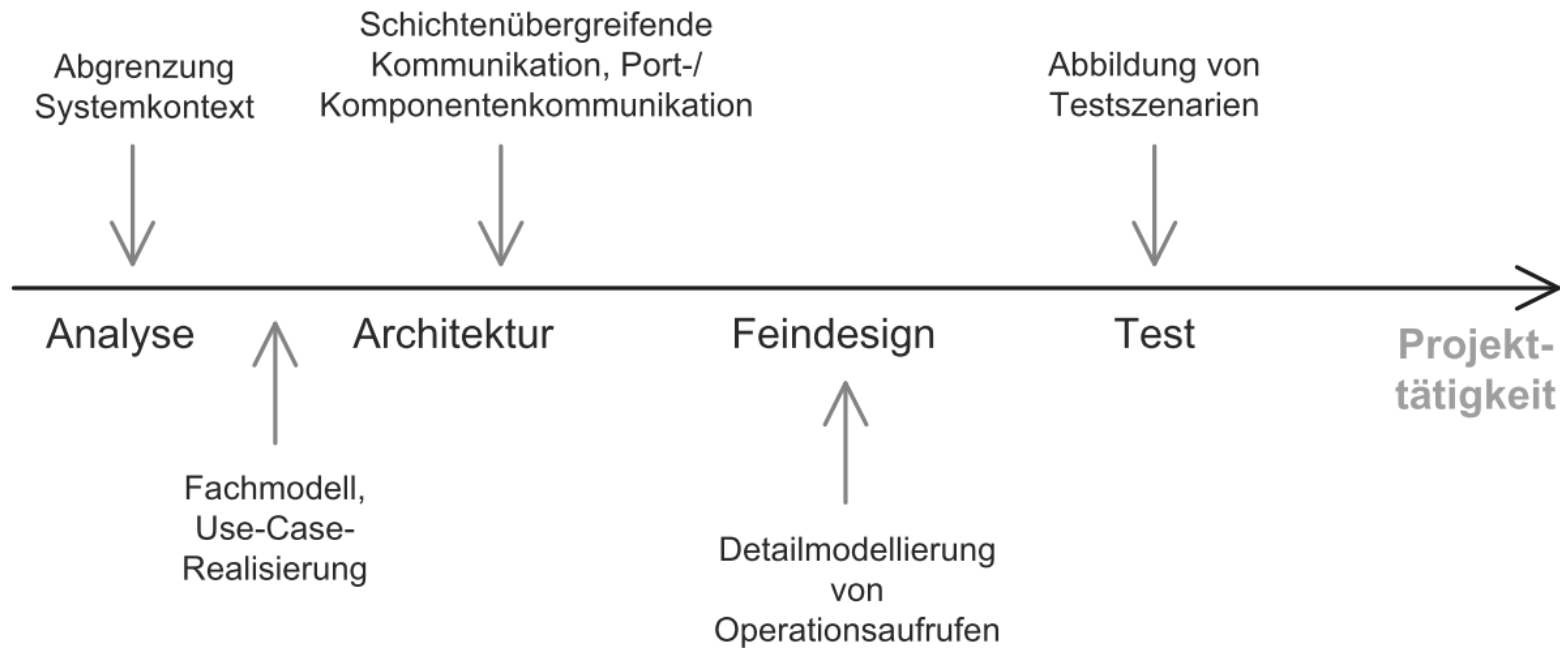 Abgrenzung
Systemkontext
Schichtenübergreifende
Kommunikation, Port-/
Komponentenkommunikation
Abbildung von
Testszenarien
Analyse
Architektur
Feindesign
Test
Projekt-
tätigkeit
Fachmodell,
Use-Case-
Realisierung
Detailmodellierung
von
Operationsaufrufen